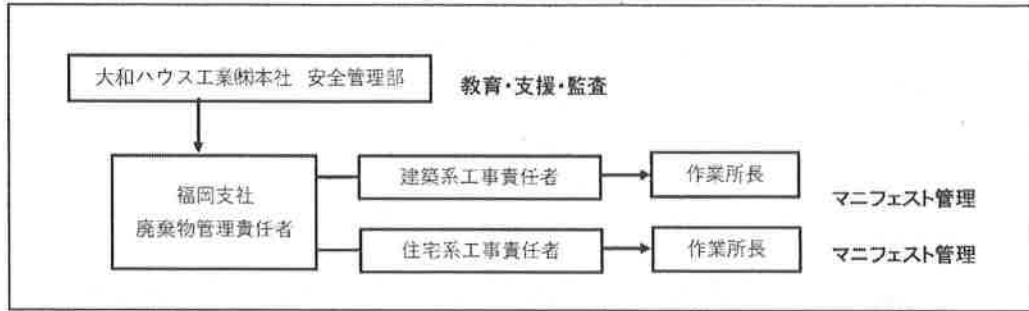 大和ハウス工業㈱本社 安全管理部
教育・支援・監査
福岡支社
廃棄物管理責任者
建築系工事責任者
作業所長
マニフェスト管理
住宅系工事責任者
作業所長
マニフェスト管理